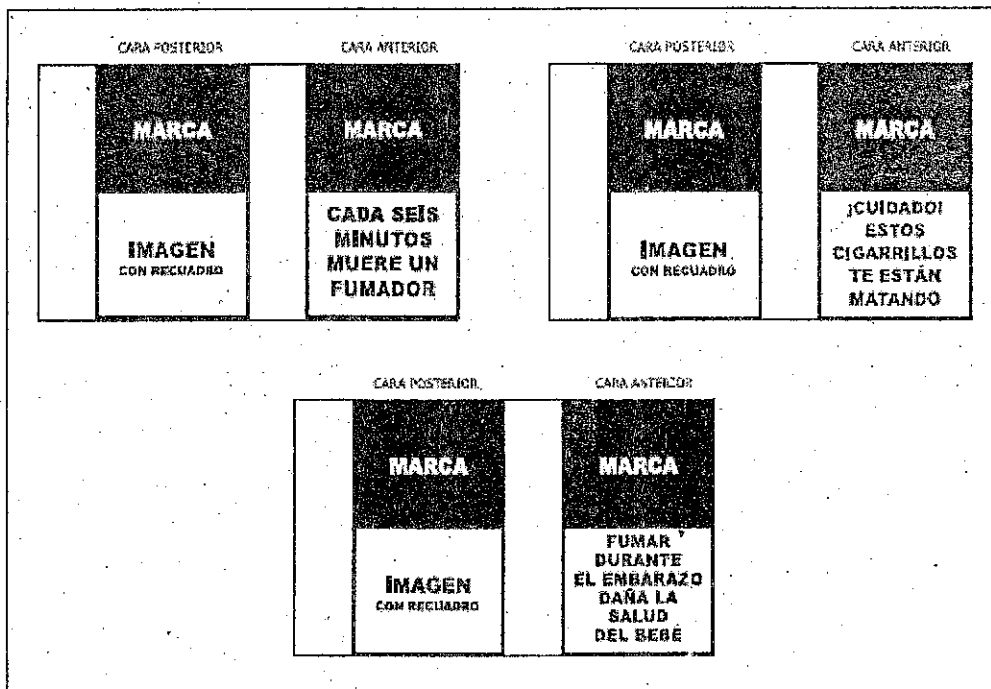 CARA POSTERIOR
CARA ANTERIOR
MARCA
MARCA
IMAGEN
CON RECUADRO
CADA SEIS
MINUTOS
MUERE UN
FUMADOR
CARA POSTERIOR
CARA ANTERIOR
MARCA
MARCA
IMAGEN
CON RECUADRO
¡CUIDADO!
ESTOS
CIGARRILLOS
TE ESTÁN
MATANDO
CARA POSTERIOR
CARA ANTERIOR
MARCA
MARCA
IMAGEN
CON RECUADRO
FUMAR
DURANTE
EL EMBARAZO
DAÑA LA
SALUD
DEL BEBÉ